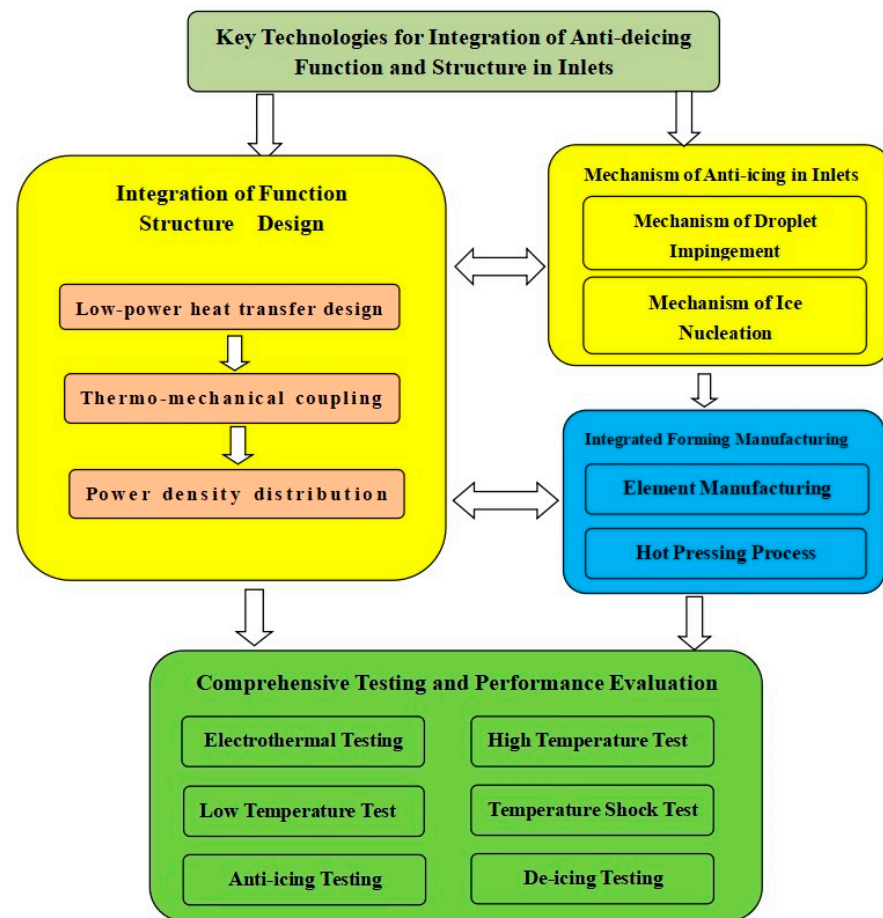 Key Technologies for Integration of Anti-deicing
Function and Structure in Inlets
Integration of Function
Structure Design
Low-power heat transfer design
Thermo-mechanical coupling
Power density distribution
Mechanism of Anti-icing in Inlets
Mechanism of Droplet
Impingement
Mechanism of Ice
Nucleation
Integrated Forming Manufacturing
Element Manufacturing
Hot Pressing Process
Comprehensive Testing and Performance Evaluation
Electrothermal Testing
High Temperature Test
Low Temperature Test
Temperature Shock Test
Anti-icing Testing
De-icing Testing